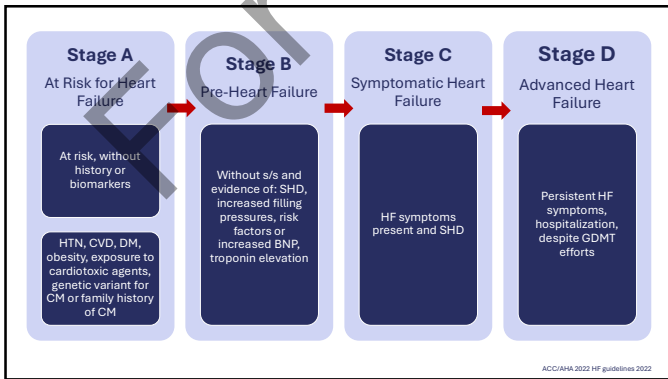 Stage A
At Risk for Heart
Failure
At risk, without
history or
biomarkers
HTN, CVD, DM,
obesity, exposure to
cardiotoxic agents,
genetic variant for
CM or family history
of CM
Stage B
Pre-Heart Failure
Without s/s and
evidence of: SHD,
increased filling
pressures, risk
factors or
increased BNP,
troponin elevation
Stage C
Symptomatic Heart
Failure
HF symptoms
present and SHD
Stage D
Advanced Heart
Failure
Persistent HF
symptoms,
hospitalization,
despite GDMT
efforts
ACC/AHA 2022 HF guidelines 2022
For